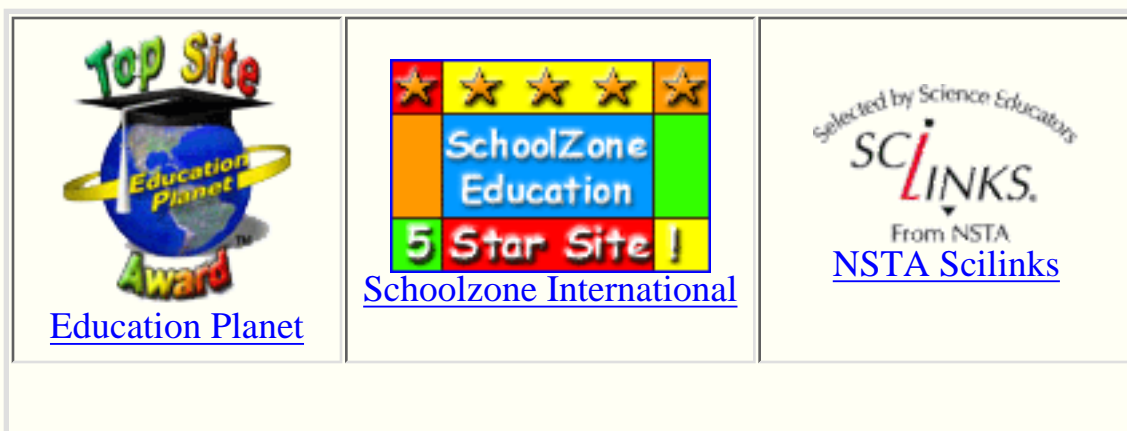 Top Site
Education
Planet
TM
Award
Education Planet
SchoolZone
Education
5 Star Site !
Schoolzone International
Selected by Science Educators
SCiLINKS.
From NSTA
NSTA Scilinks